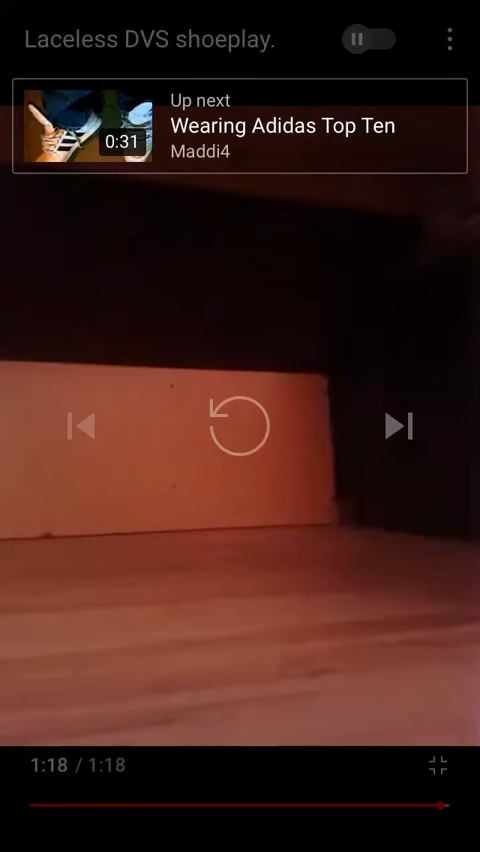 Laceless DVS shoeplay.
Up next
Wearing Adidas Top Ten
0:31
Maddi4
1:18 / 1:18